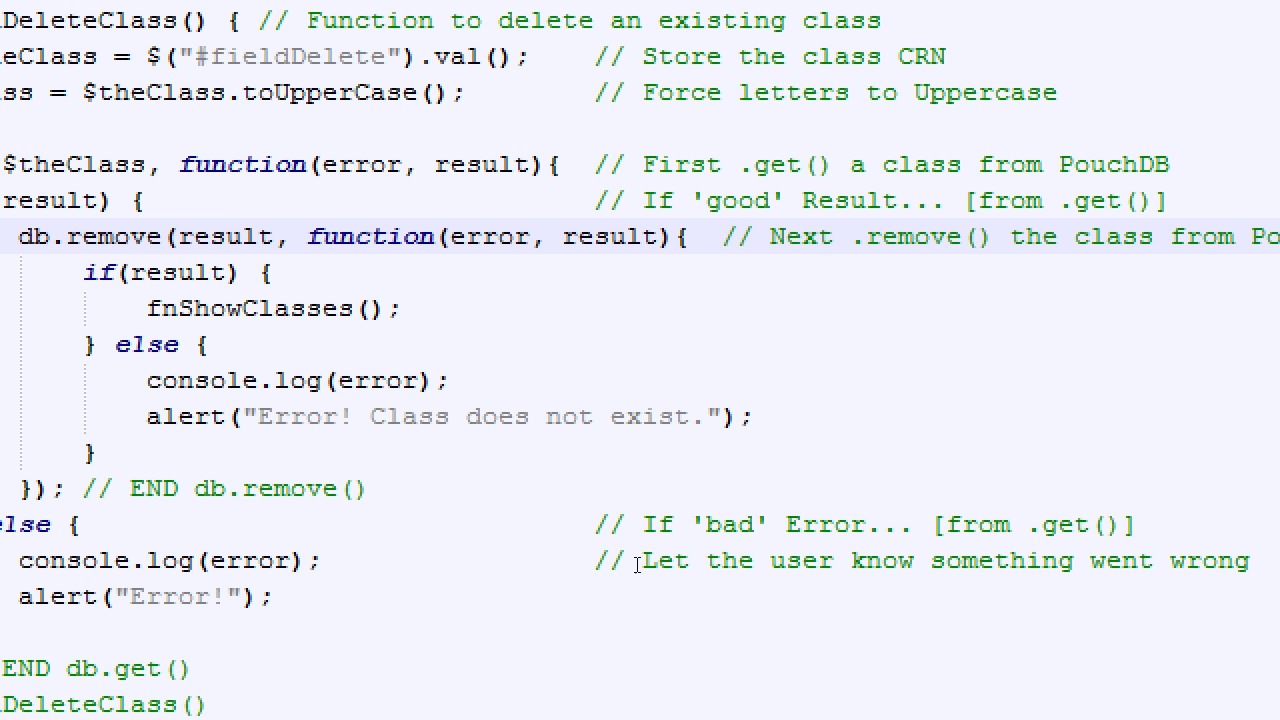 DeleteClass() { // Function to delete an existing class
eClass = $("#fieldDelete").val(); // Store the class CRN
ss = $theClass.toUpperCase(); // Force letters to Uppercase
$theClass, function(error, result){ // First .get() a class from PouchDB
result) { // If 'good' Result... [from .get()]
db.remove(result, function(error, result){ // Next .remove() the class from Po
if(result) {
fnShowClasses();
} else {
console.log(error);
alert("Error! Class does not exist.");
}
}); // END db.remove()
else { // If 'bad' Error... [from .get()]
console.log(error); // Let the user know something went wrong
alert("Error!");
END db.get()
DeleteClass()